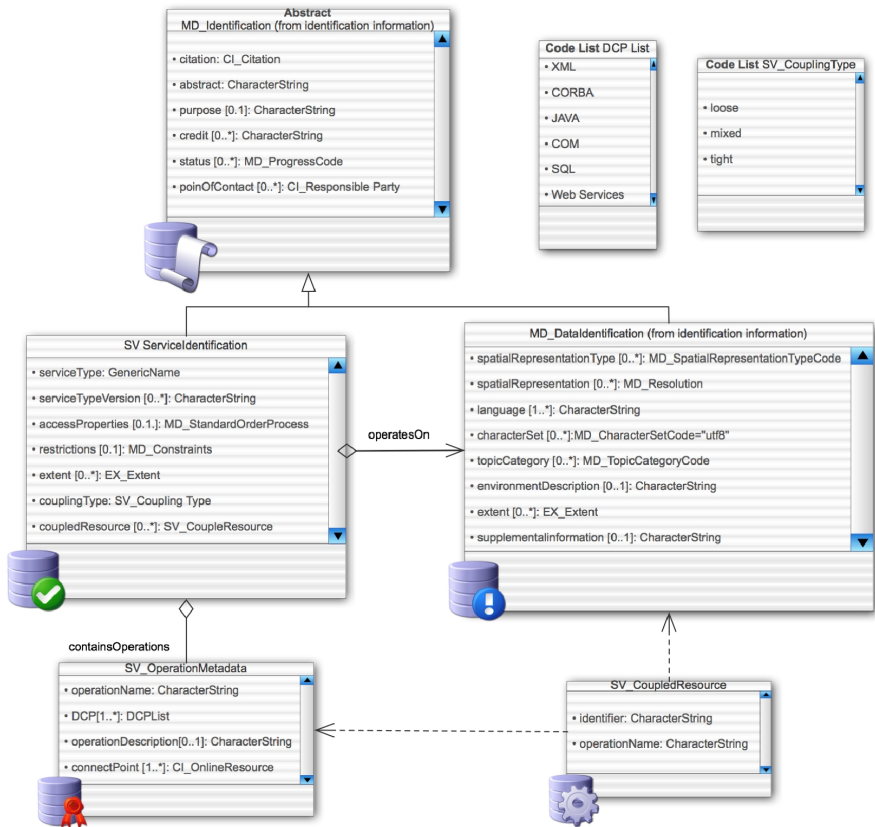 Abstract
MD_Identification (from identification information)
• citation: CI_Citation
• abstract: CharacterString
• purpose [0.1]: CharacterString
• credit [0..*]: CharacterString
• status [0..*]: MD_ProgressCode
• poinOfContact [0..*]: CI_Responsible Party
Code List DCP List
• XML
• CORBA
• JAVA
• COM
• SQL
• Web Services
Code List SV_CouplingType
• loose
• mixed
• tight
SV ServiceIdentification
• serviceType: GenericName
• serviceTypeVersion [0..*]: CharacterString
• accessProperties [0.1.]: MD_StandardOrderProcess
• restrictions [0.1]: MD_Constraints
• extent [0..*]: EX_Extent
• couplingType: SV_Coupling Type
• coupledResource [0..*]: SV_CoupleResource
operatesOn
MD_DataIdentification (from identification information)
• spatialRepresentationType [0..*]: MD_SpatialRepresentationTypeCode
• spatialRepresentation [0..*]: MD_Resolution
• language [1..*]: CharacterString
• characterSet [0..*]:MD_CharacterSetCode="utf8"
• topicCategory [0..*]: MD_TopicCategoryCode
• environmentDescription [0..1]: CharacterString
• extent [0..*]: EX_Extent
• supplementalinformation [0..1]: CharacterString
containsOperations
SV_OperationMetadata
• operationName: CharacterString
• DCP[1..*]: DCPList
• operationDescription[0..1]: CharacterString
• connectPoint [1..*]: CI_OnlineResource
SV_CoupledResource
• identifier: CharacterString
• operationName: CharacterString